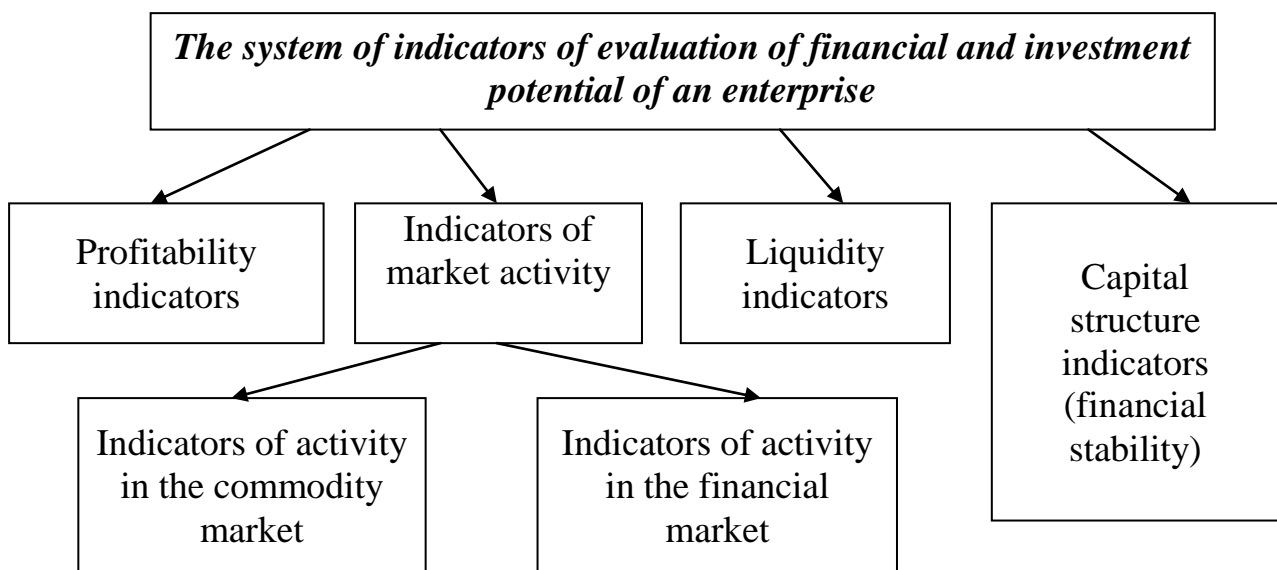 The system of indicators of evaluation of financial and investment
potential of an enterprise
Profitability
indicators
Indicators of
market activity
Liquidity
indicators
Capital
structure
indicators
(financial
stability)
Indicators of activity
in the commodity
market
Indicators of activity
in the financial
market